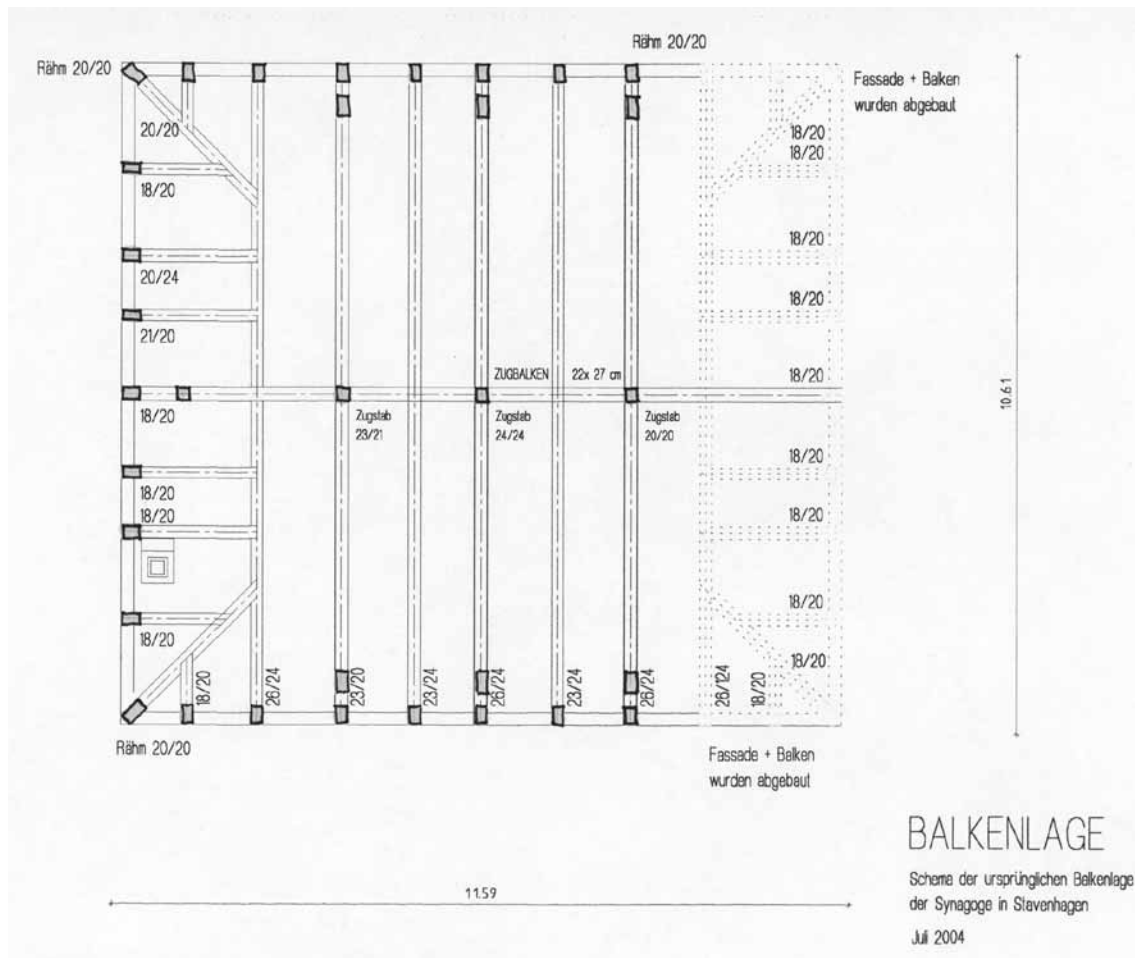 Rähm 20/20
Rähm 20/20
Fassade + Balken
wurden abgebaut
20/20
18/20
18/20
18/20
20/24
18/20
21/20
18/20
ZUGBALKEN 22x 27 cm
18/20
18/20
Zugstab
23/21
Zugstab
24/24
Zugstab
20/20
10.61
18/20
18/20
18/20
18/20
18/20
18/20
18/20
18/20
26/24
23/20
23/24
26/24
23/24
26/24
26/124
18/20
18/20
Rähm 20/20
Fassade + Balken
wurden abgebaut
BALKENLAGE
Schema der ursprünglichen Balkenlage
der Synagoge in Stavenhagen
Juli 2004
11.59